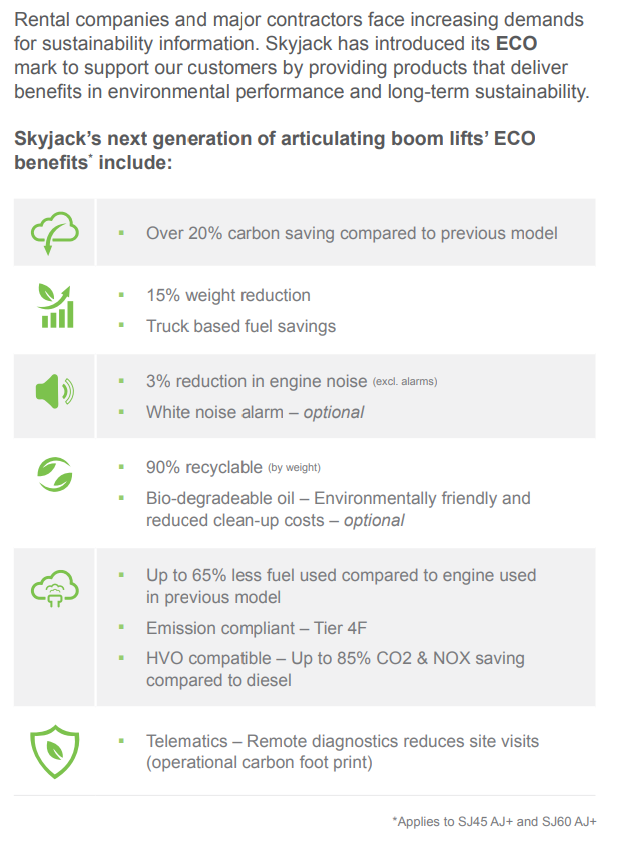 Rental companies and major contractors face increasing demands
for sustainability information. Skyjack has introduced its ECO
mark to support our customers by providing products that deliver
benefits in environmental performance and long-term sustainability.
Skyjack's next generation of articulating boom lifts' ECO
benefits* include:
▪ Over 20% carbon saving compared to previous model
▪ 15% weight reduction
▪ Truck based fuel savings
▪ 3% reduction in engine noise (excl. alarms)
▪ White noise alarm – optional
▪ 90% recyclable (by weight)
▪ Bio-degradeable oil – Environmentally friendly and
reduced clean-up costs – optional
▪ Up to 65% less fuel used compared to engine used
in previous model
▪ Emission compliant – Tier 4F
▪ HVO compatible – Up to 85% CO2 & NOX saving
compared to diesel
▪ Telematics – Remote diagnostics reduces site visits
(operational carbon foot print)
*Applies to SJ45 AJ+ and SJ60 AJ+